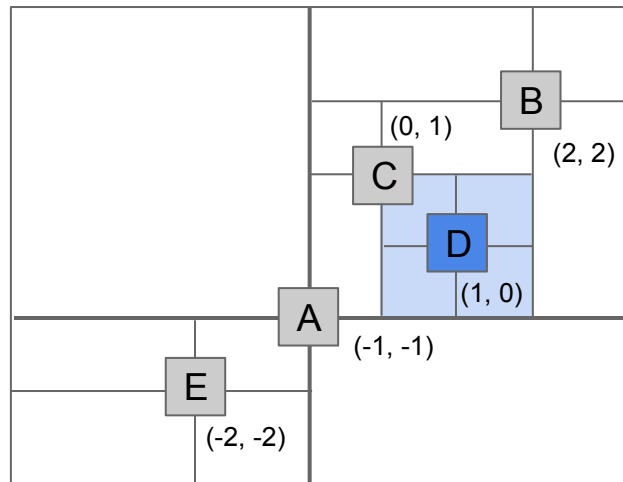 B
(0, 1)
(2, 2)
C
D
(1, 0)
A
(-1, -1)
E
(-2, -2)